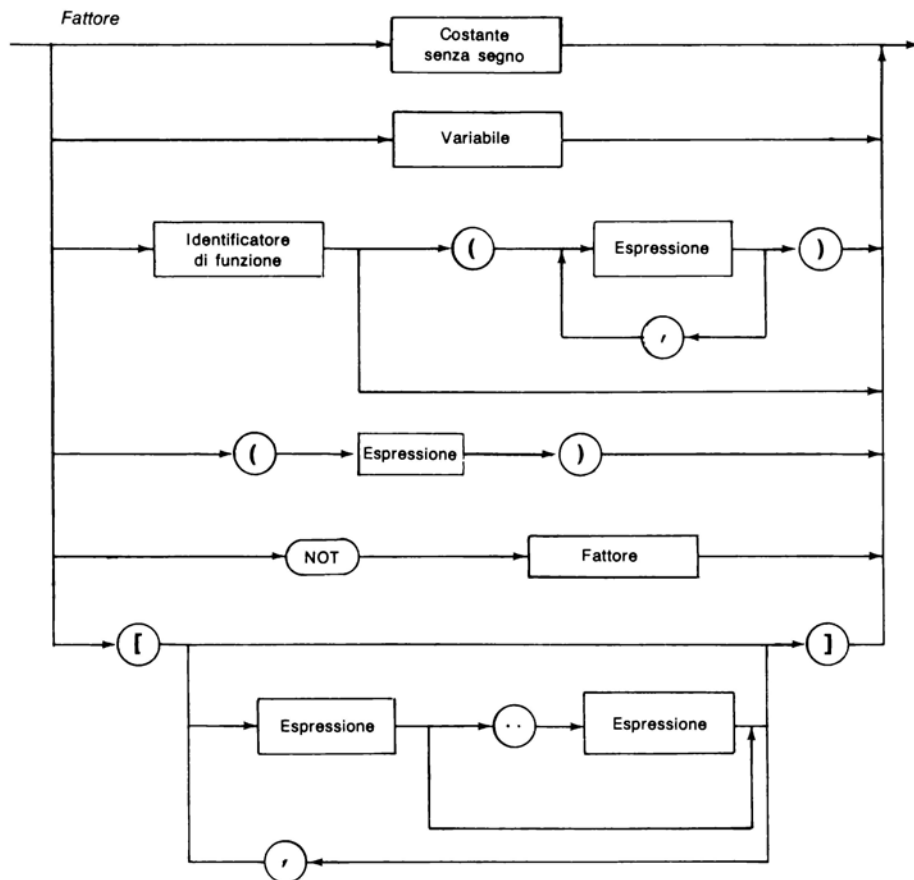 Fattore
Costante
senza segno
Variabile
Identificatore
di funzione
(
Espressione
)
,
(
Espressione
)
NOT
Fattore
[
]
Espressione
..
Espressione
,